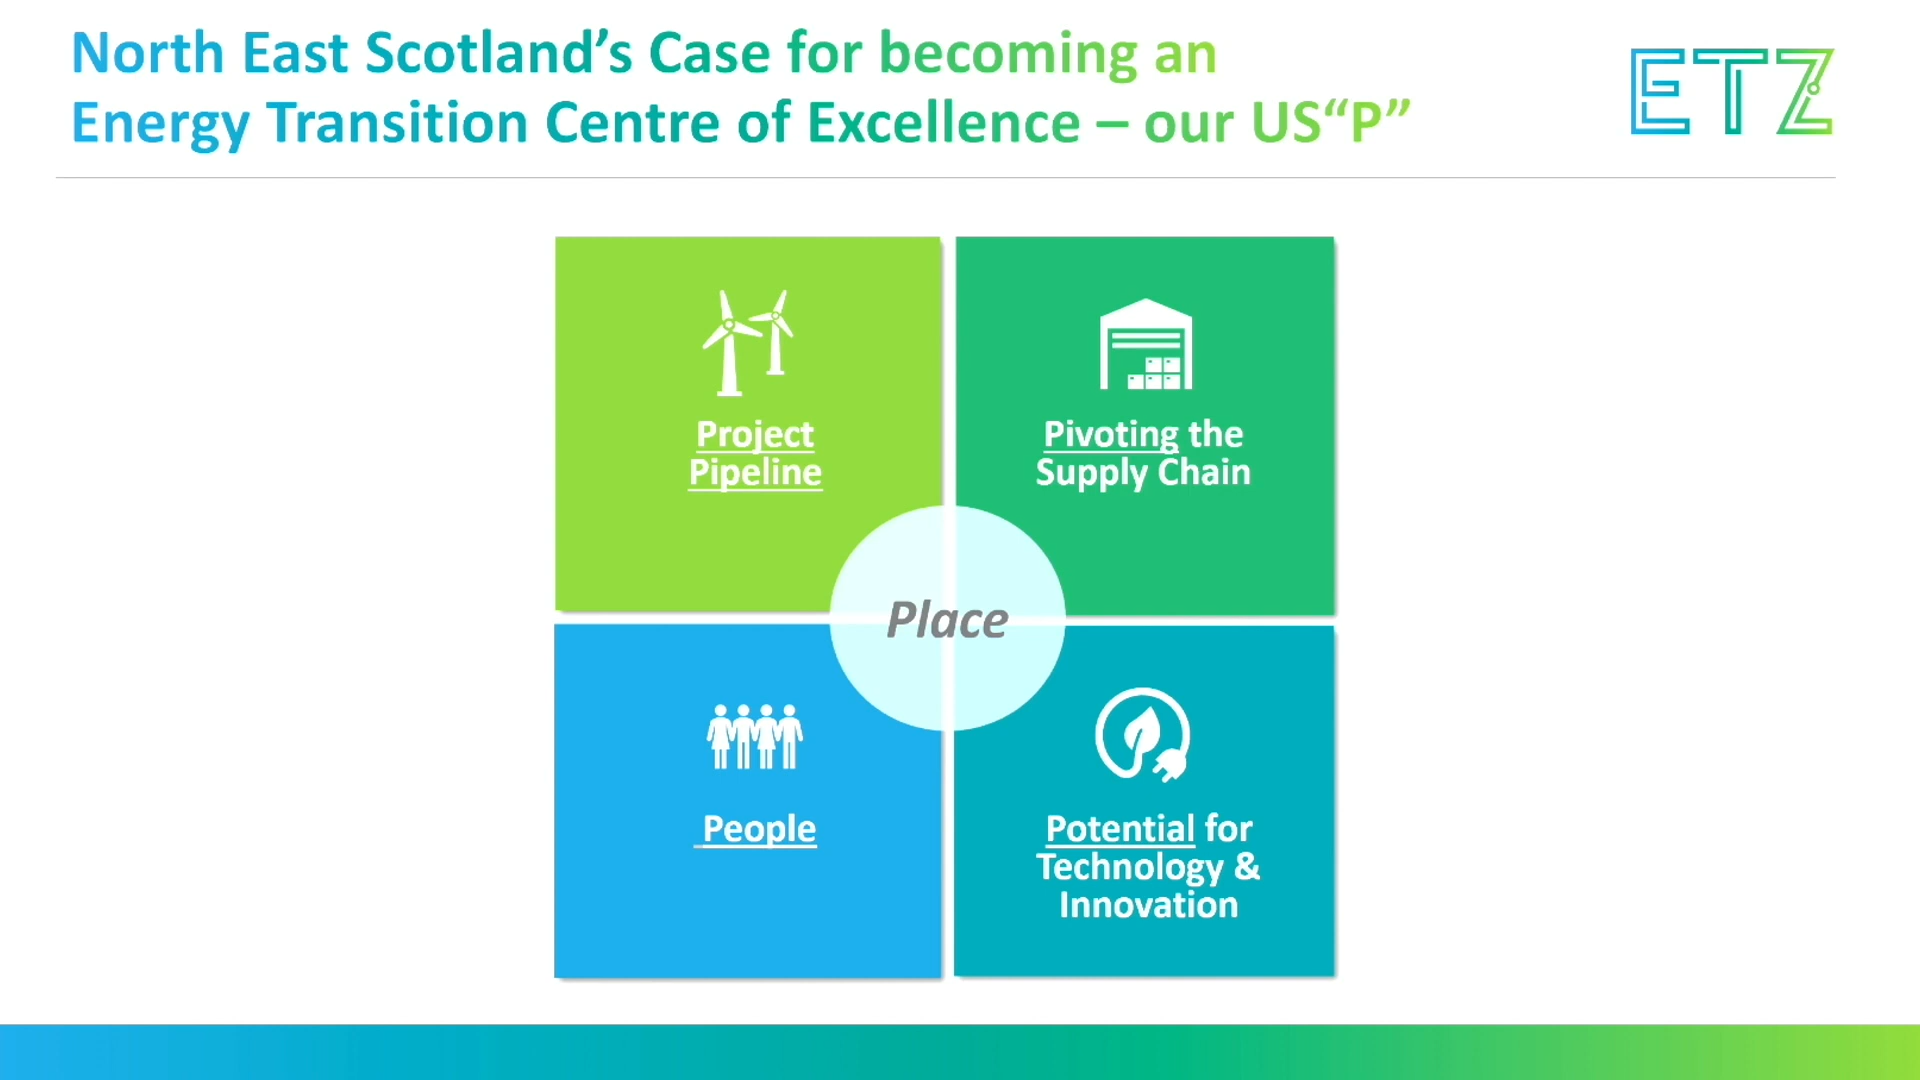 North East Scotland’s Case for becoming an
Energy Transition Centre of Excellence – our US“P”
ETZ
Project
Pipeline
Pivoting the
Supply Chain
Place
People
Potential for
Technology &
Innovation